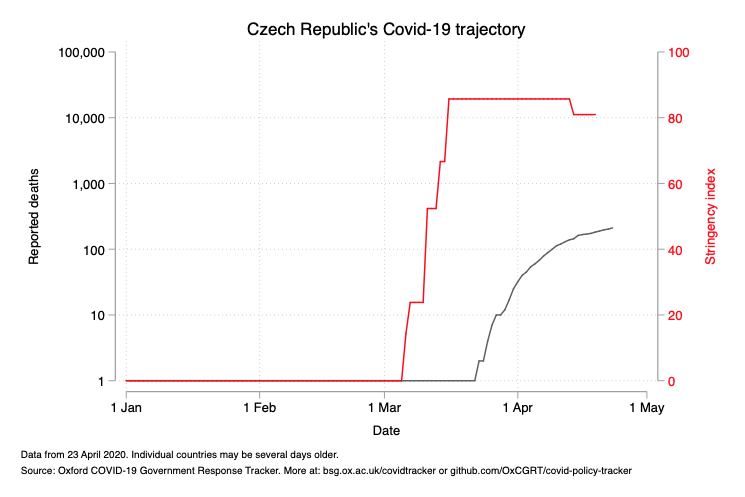 Czech Republic's Covid-19 trajectory
100,000
10,000
1,000
100
10
1
Reported deaths
100
80
60
40
20
0
Stringency index
1 Jan
1 Feb
1 Mar
1 Apr
1 May
Date
Data from 23 April 2020. Individual countries may be several days older.
Source: Oxford COVID-19 Government Response Tracker. More at: bsg.ox.ac.uk/covidtracker or github.com/OxCGRT/covid-policy-tracker